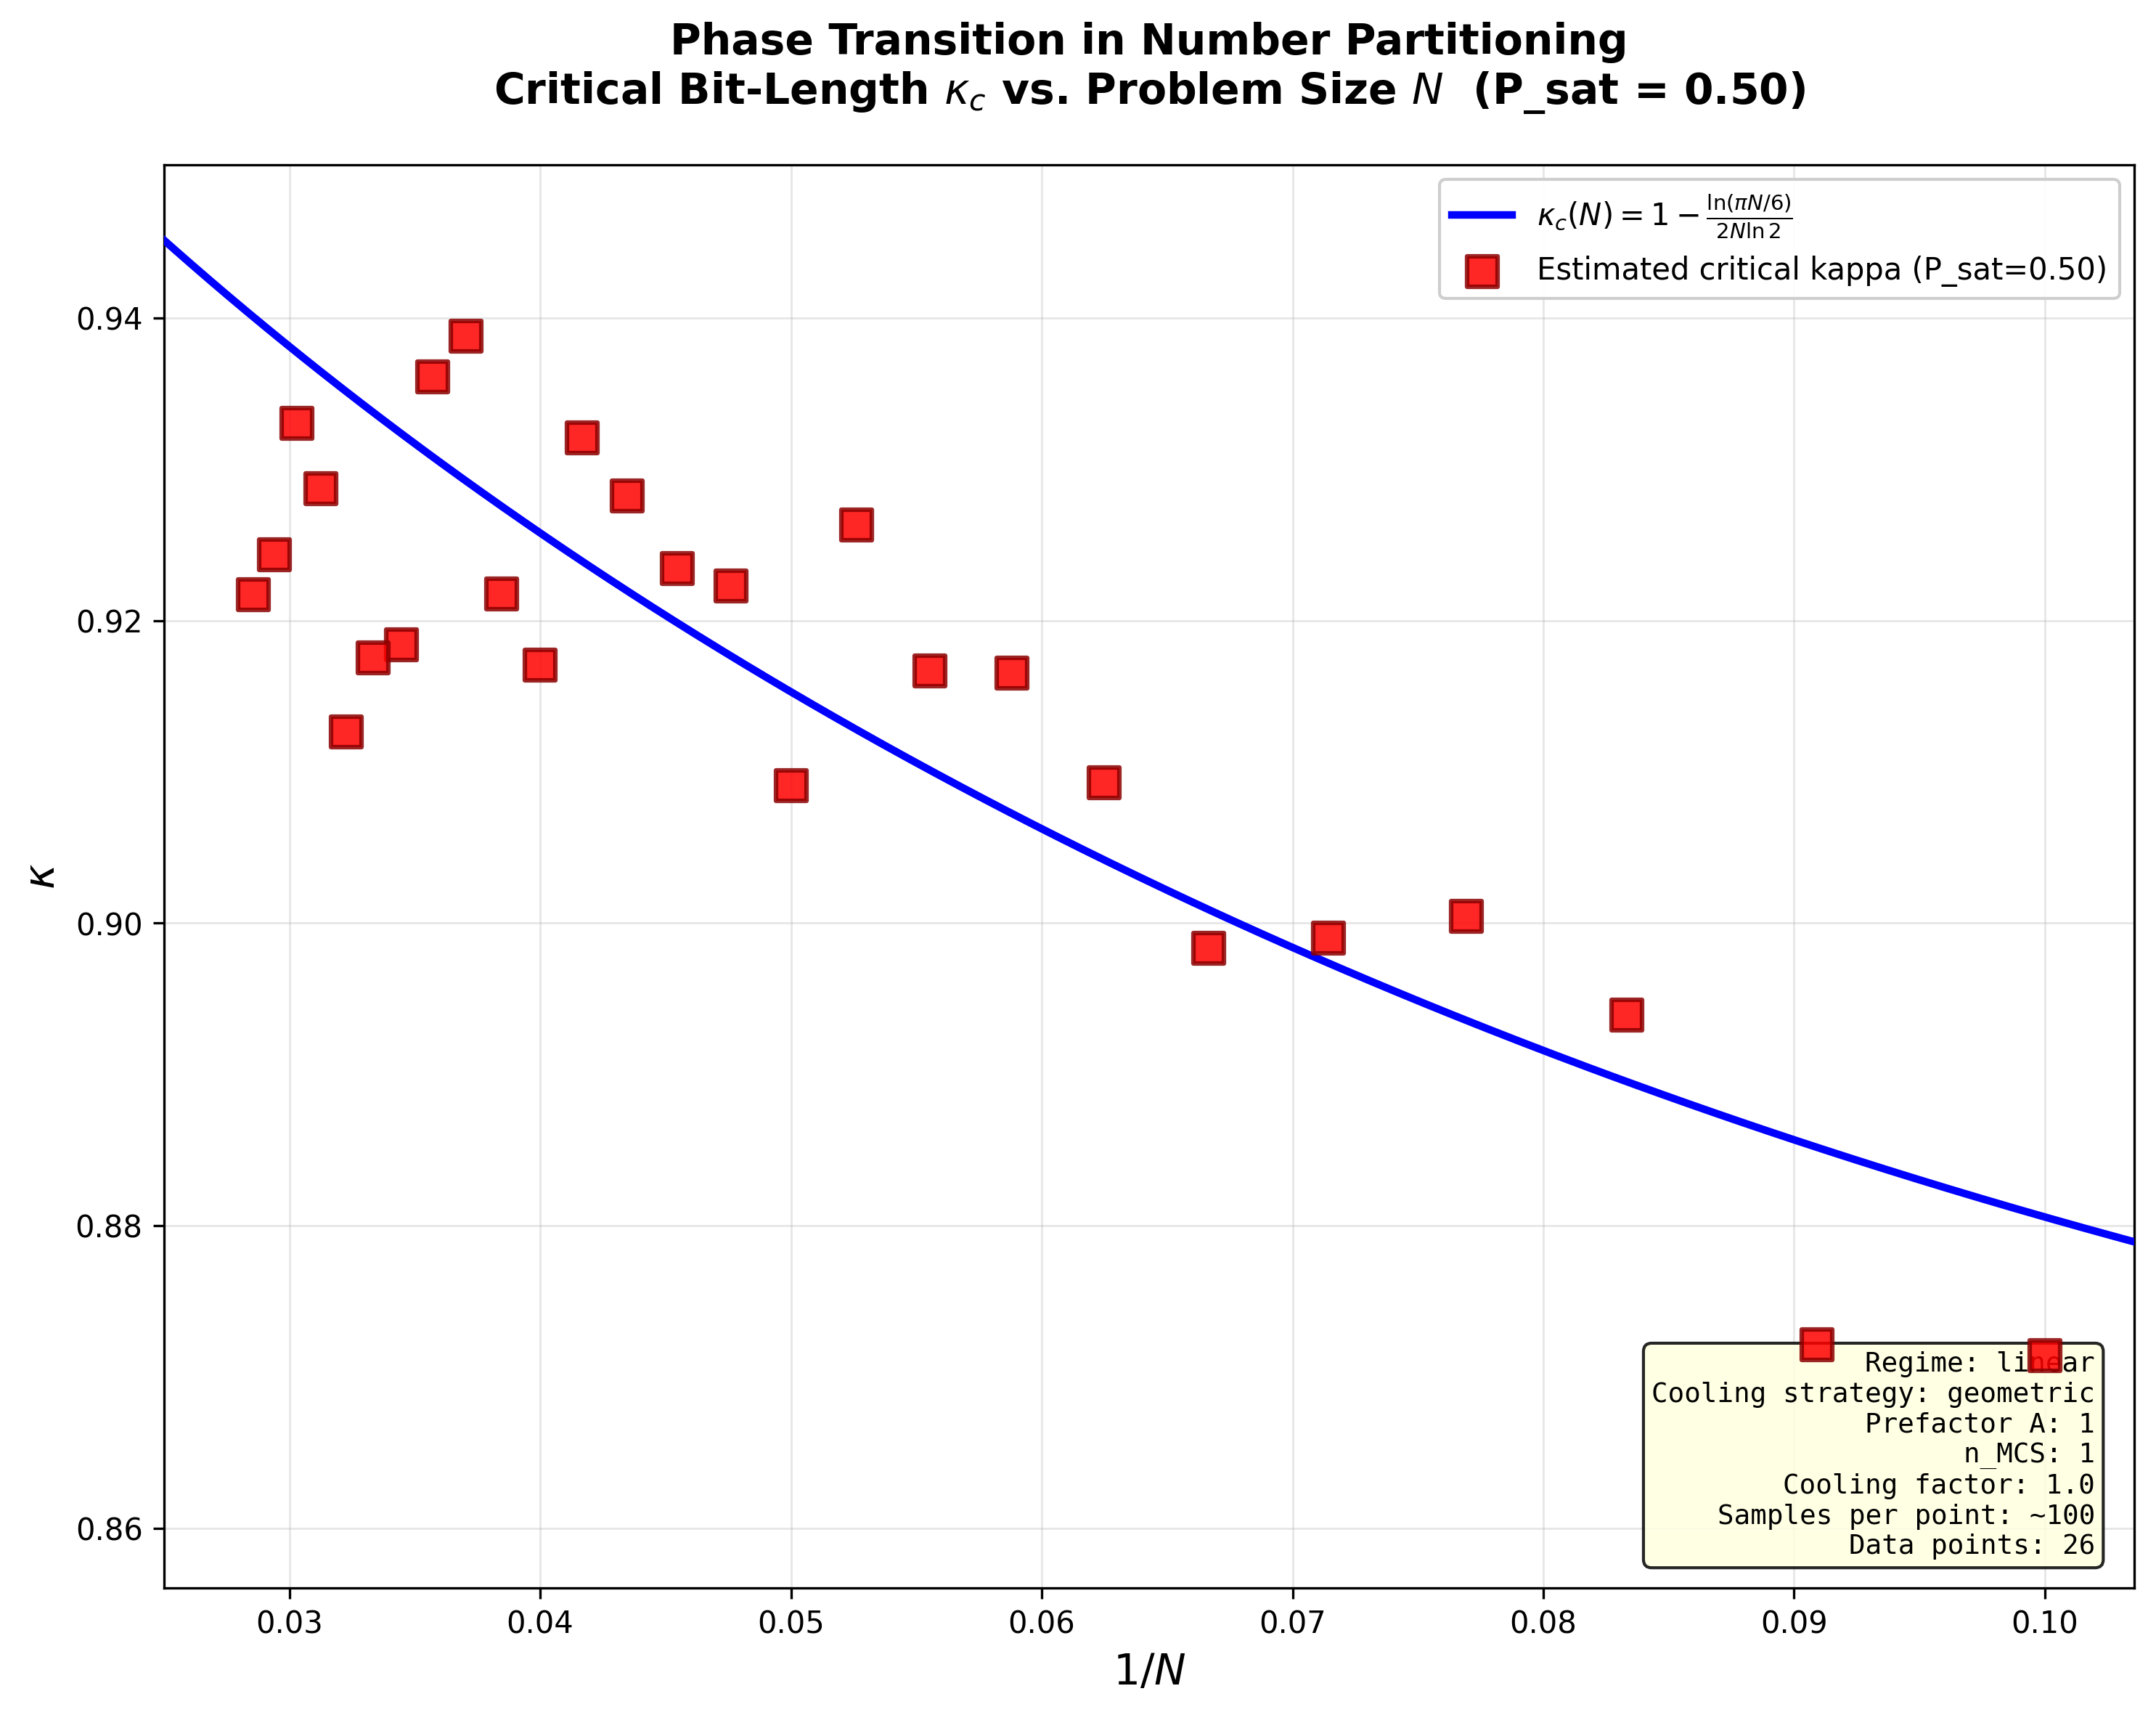 Phase Transition in Number Partitioning
Critical Bit-Length κ_c vs. Problem Size N (P_sat = 0.50)
κ_c(N) = 1 − ln(πN/6) / 2N ln 2
Estimated critical kappa (P_sat=0.50)
0.94
0.92
0.90
0.88
0.86
κ
Regime: linear
Cooling strategy: geometric
Prefactor A: 1
n_MCS: 1
Cooling factor: 1.0
Samples per point: ~100
Data points: 26
0.03 0.04 0.05 0.06 0.07 0.08 0.09 0.10
1/N